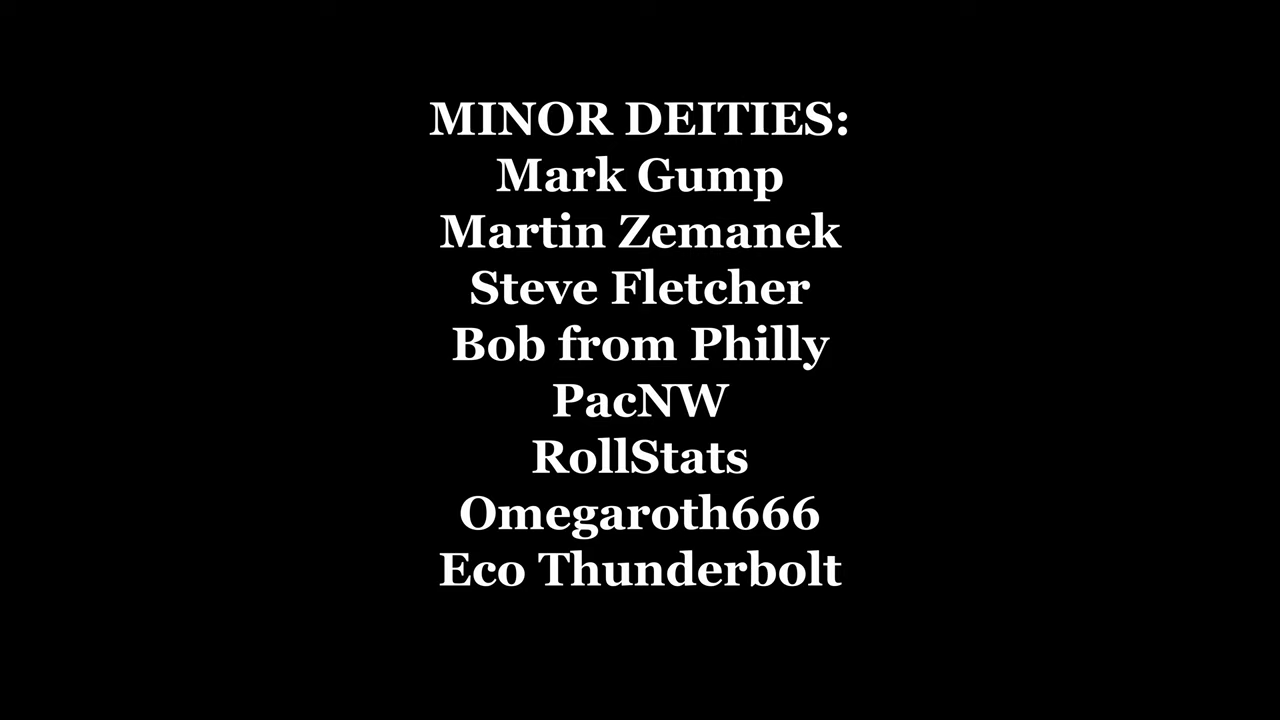 MINOR DEITIES:
Mark Gump
Martin Zemanek
Steve Fletcher
Bob from Philly
PacNW
RollStats
Omegaroth666
Eco Thunderbolt